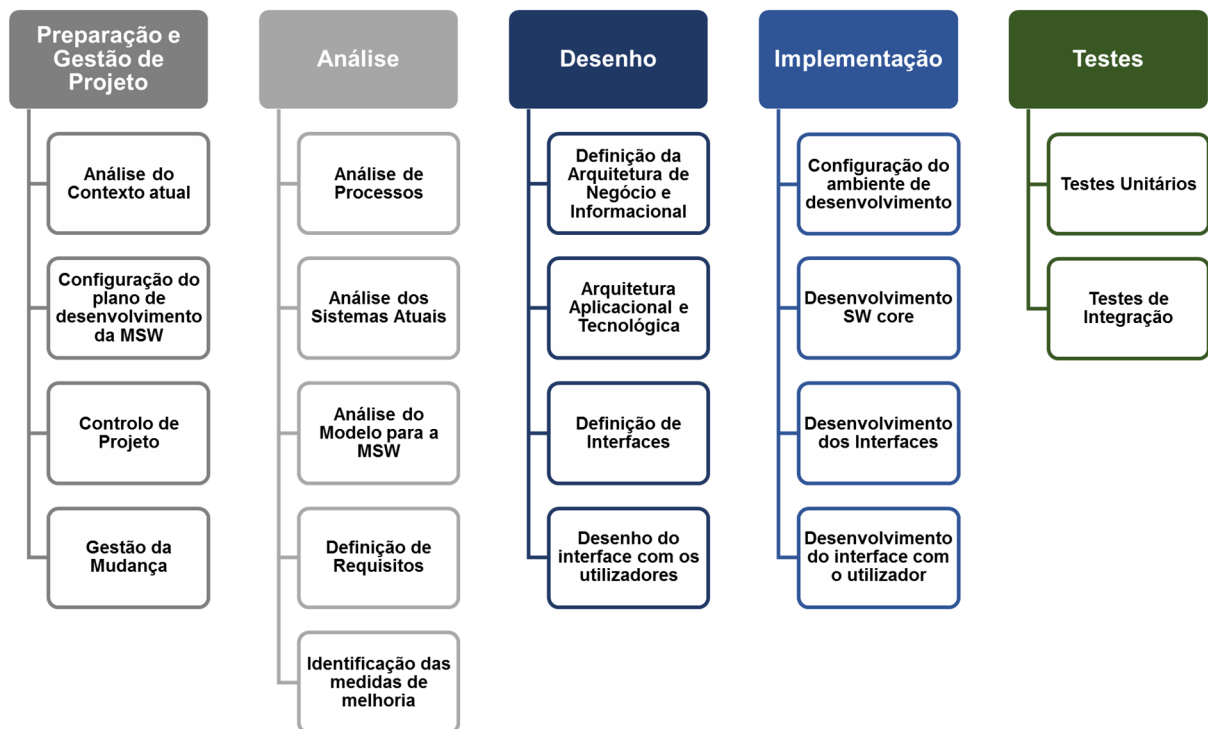 Preparação e
Gestão de
Projeto
Análise do
Contexto atual
Configuração do
plano de
desenvolvimento
da MSW
Controlo de
Projeto
Gestão da
Mudança
Análise
Análise de
Processos
Análise dos
Sistemas Atuais
Análise do
Modelo para a
MSW
Definição de
Requisitos
Identificação das
medidas de
melhoria
Desenho
Definição da
Arquitetura de
Negócio e
Informacional
Arquitetura
Aplicacional e
Tecnológica
Definição de
Interfaces
Desenho do
interface com os
utilizadores
Implementação
Configuração do
ambiente de
desenvolvimento
Desenvolvimento
SW core
Desenvolvimento
dos Interfaces
Desenvolvimento
do interface com
o utilizador
Testes
Testes Unitários
Testes de
Integração